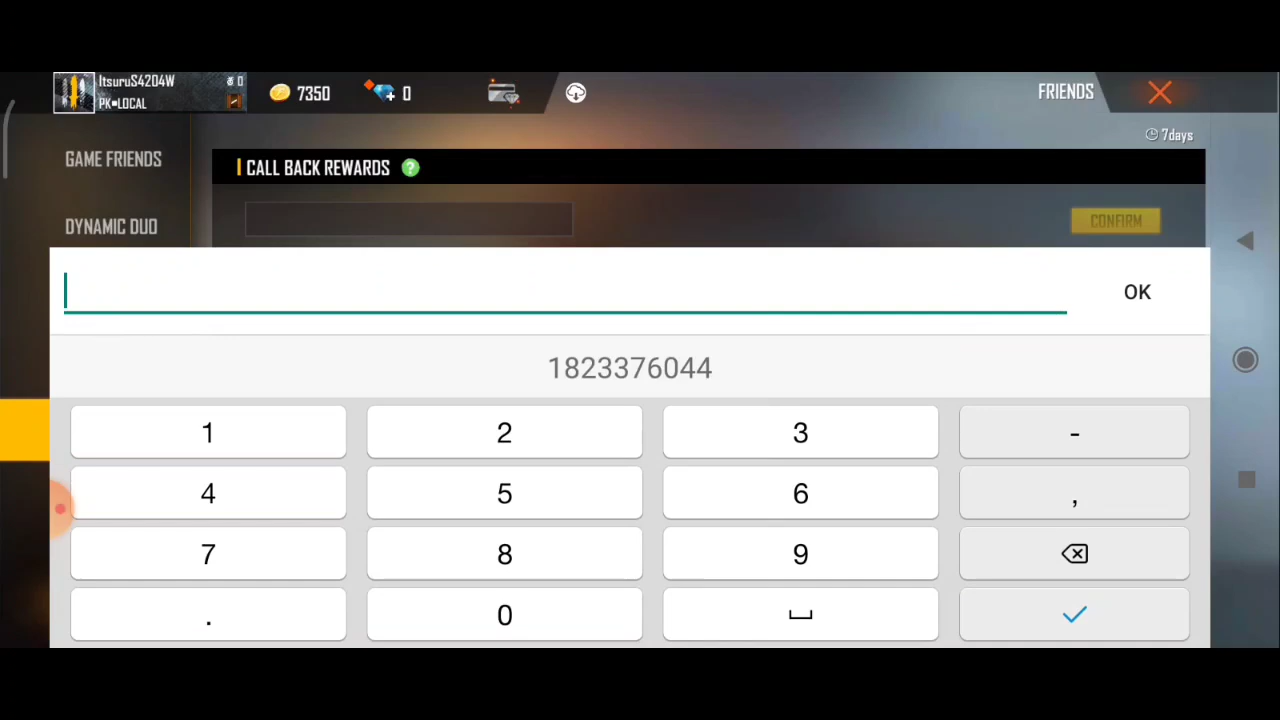 ItsuruS4204W
0
PK LOCAL
7350
0
FRIENDS
7days
GAME FRIENDS
CALL BACK REWARDS ?
DYNAMIC DUO
CONFIRM
OK
1823376044
1 2 3 -
4 5 6 ,
7 8 9
. 0